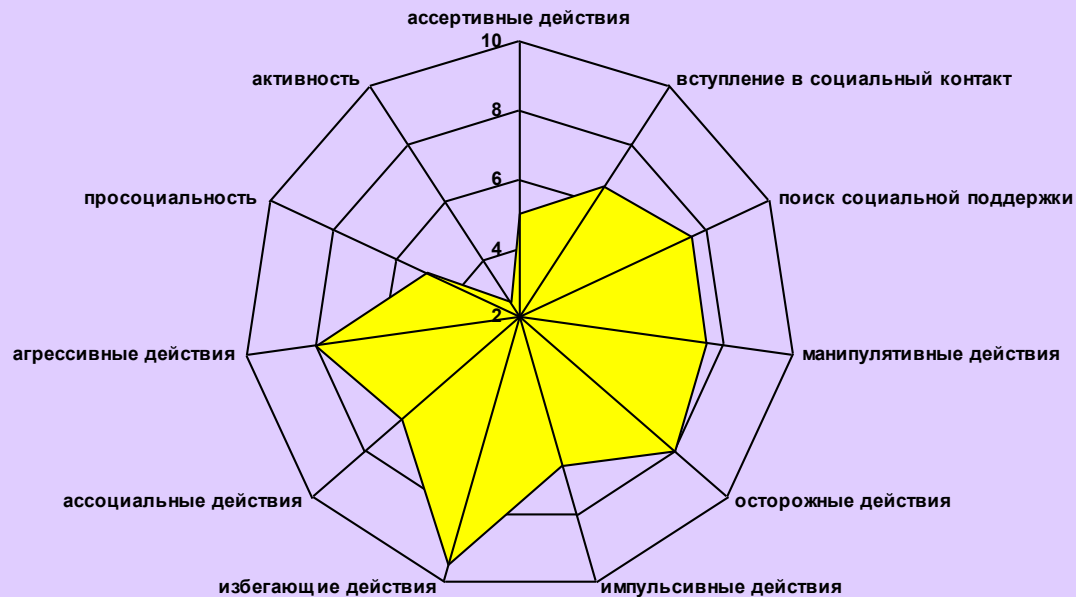 ассертивные действия
10
активность
вступление в социальный контакт
8
6
просоциальность
поиск социальной поддержки
4
2
агрессивные действия
манипулятивные действия
ассоциальные действия
осторожные действия
избегающие действия
импульсивные действия